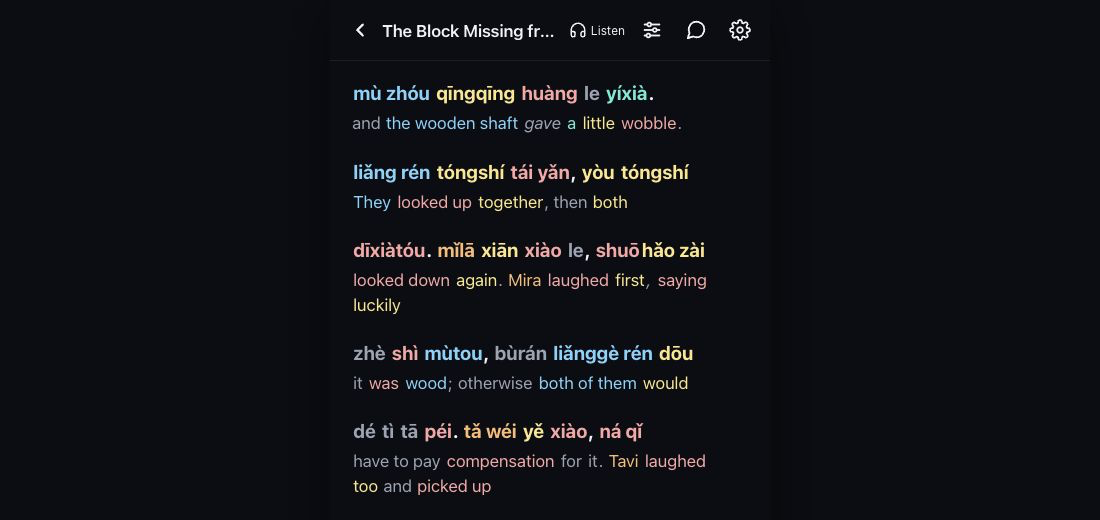 The Block Missing fr... Listen
mù zhóu qīngqīng huàng le yíxià.
and the wooden shaft gave a little wobble.
liǎng rén tóngshí tái yǎn, yòu tóngshí
They looked up together, then both
dīxiàtóu. mǐlā xiān xiào le, shuō hǎo zài
looked down again. Mira laughed first, saying
luckily
zhè shì mùtou, bùrán liǎnggè rén dōu
it was wood; otherwise both of them would
dé tì tā péi. tǎ wéi yě xiào, ná qǐ
have to pay compensation for it. Tavi laughed
too and picked up